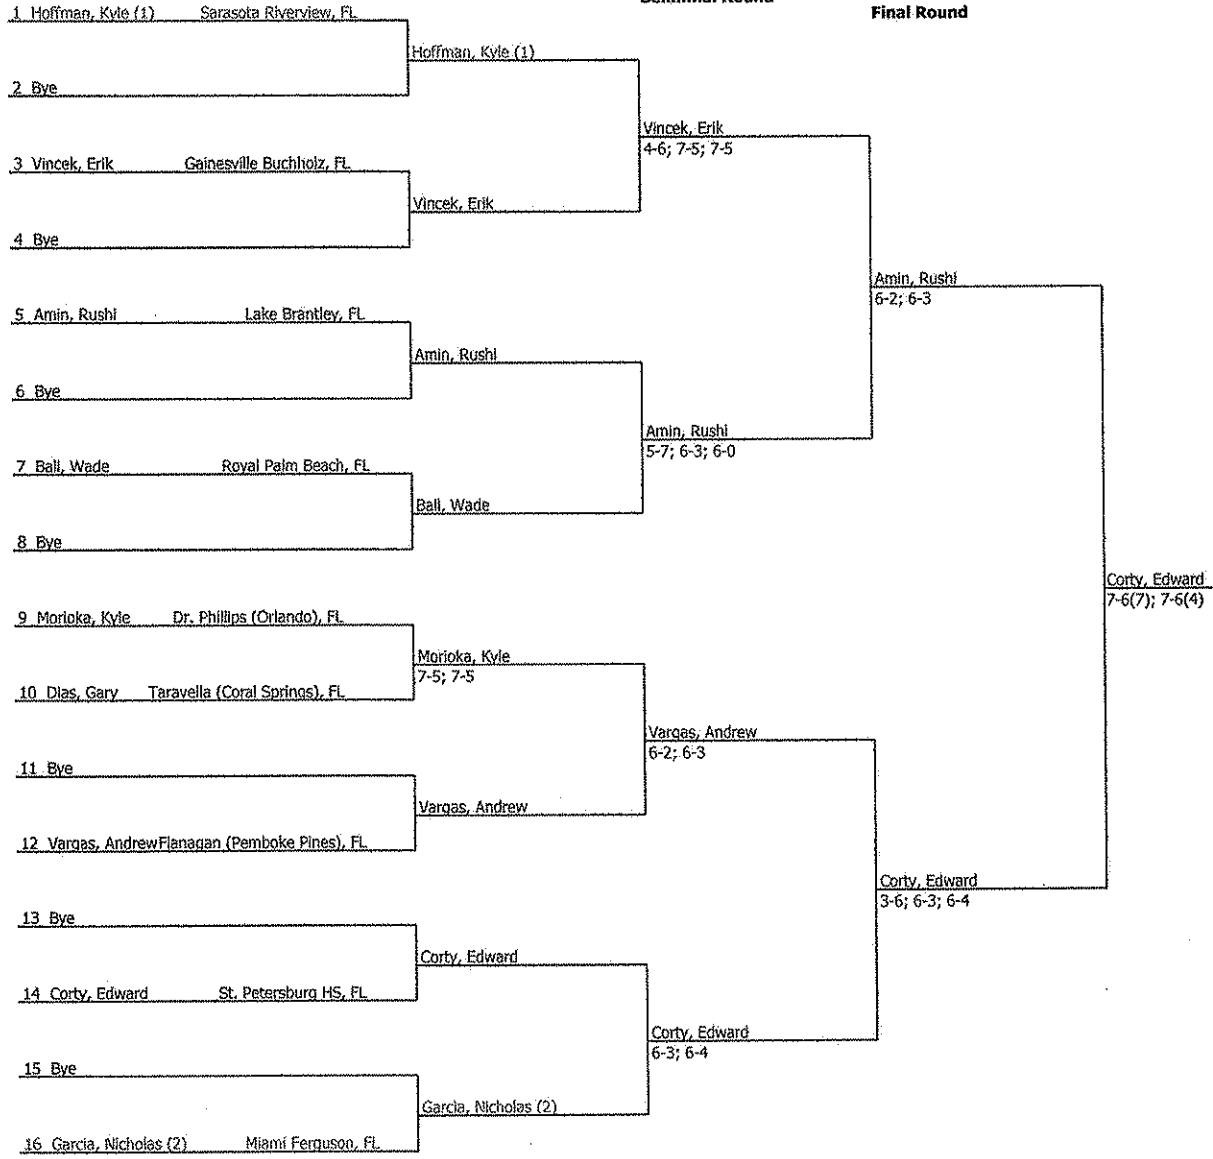 Final Round
1 Hoffman, Kyle (1) Sarasota Riverview, FL
Hoffman, Kyle (1)
2 Bye
Vincek, Erik
4-6; 7-5; 7-5
3 Vincek, Erik Gainesville Buchholz, FL
Vincek, Erik
4 Bye
Amin, Rushi
6-2; 6-3
5 Amin, Rushi Lake Brantley, FL
Amin, Rushi
6 Bye
Amin, Rushi
5-7; 6-3; 6-0
7 Ball, Wade Royal Palm Beach, FL
Ball, Wade
8 Bye
Corty, Edward
7-6(7); 7-6(4)
9 Morioka, Kyle Dr. Phillips (Orlando), FL
Morioka, Kyle
7-5; 7-5
10 Dias, Gary Taravella (Coral Springs), FL
Vargas, Andrew
6-2; 6-3
11 Bye
Vargas, Andrew
12 Vargas, Andrew Flanagan (Pemboke Pines), FL
Corty, Edward
3-6; 6-3; 6-4
13 Bye
Corty, Edward
14 Corty, Edward St. Petersburg HS, FL
Corty, Edward
6-3; 6-4
15 Bye
Garcia, Nicholas (2)
16 Garcia, Nicholas (2) Miami Ferguson, FL